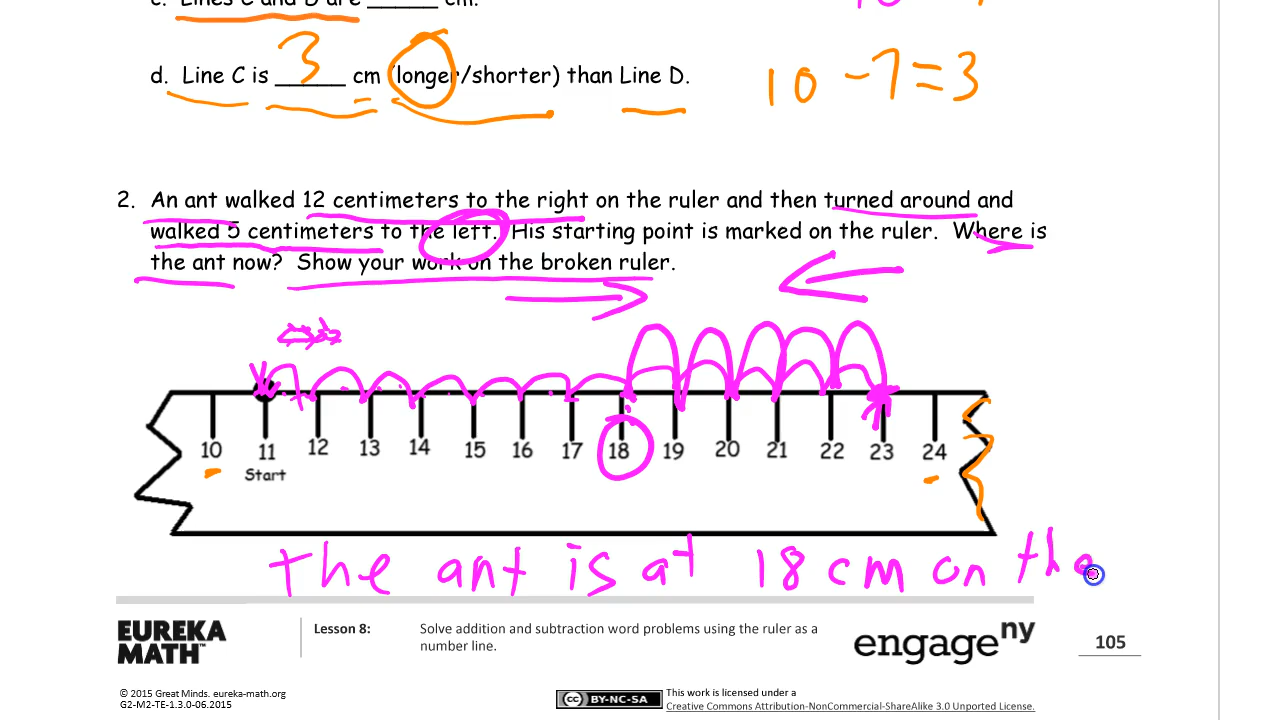 c. Lines C and D are ______ cm.
d. Line C is 3 cm (longer/shorter) than Line D.
10 - 7 = 3
2. An ant walked 12 centimeters to the right on the ruler and then turned around and
walked 5 centimeters to the left. His starting point is marked on the ruler. Where is
the ant now? Show your work on the broken ruler.
10 11 12 13 14 15 16 17 18 19 20 21 22 23 24
Start
The ant is at 18 cm on the
EUREKA
MATH™
Lesson 8:
Solve addition and subtraction word problems using the ruler as a
number line.
engage ny
105
© 2015 Great Minds. eureka-math.org
G2-M2-TE-1.3.0-06.2015
cc BY-NC-SA
This work is licensed under a
Creative Commons Attribution-NonCommercial-ShareAlike 3.0 Unported License.